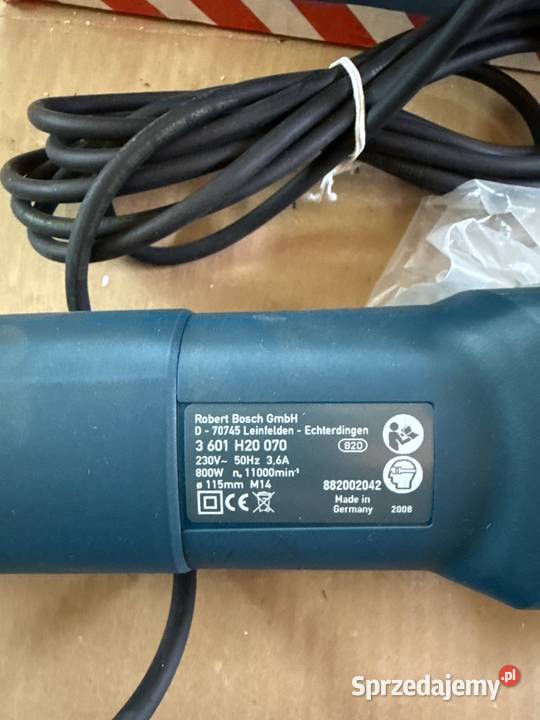 Robert Bosch GmbH
D - 70745 Leinfelden - Echterdingen
3 601 H20 070
820
230V~ 50Hz 3,6A
800W n₀ 11000min⁻¹
ø 115mm M14
882002042
CE
Made in
Germany
2008
Sprzedajemy.pl